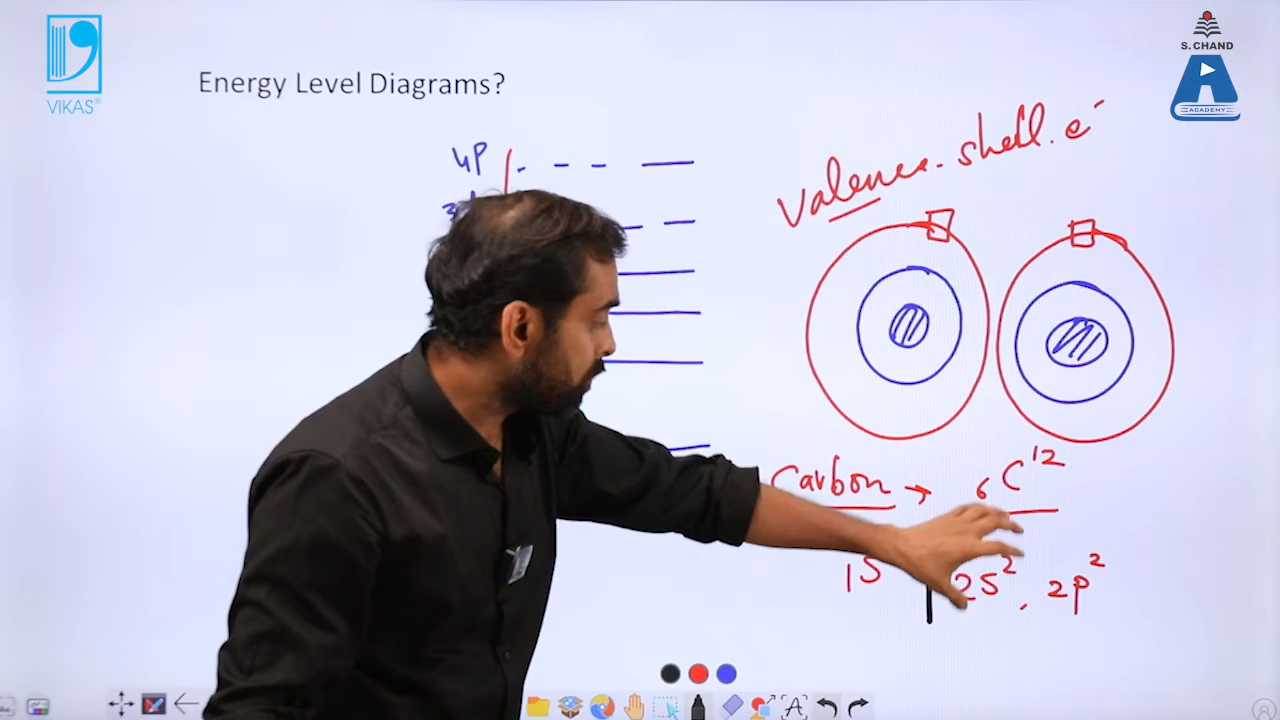 VIKAS®
S. CHAND
ACADEMY
Energy Level Diagrams?
4P
valence. shell. e⁻
Carbon → ₆C¹²
1S 2S², 2p²